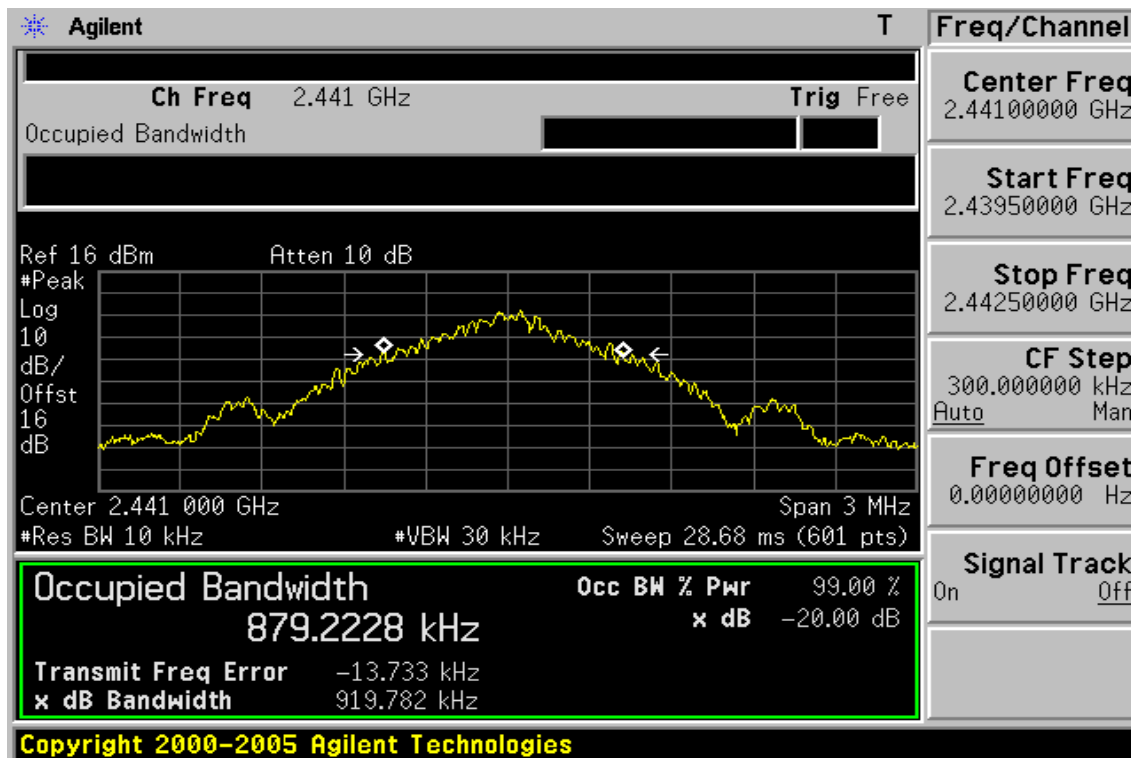 Agilent
T
Freq/Channel
Ch Freq 2.441 GHz
Trig Free
Occupied Bandwidth
Center Freq
2.44100000 GHz
Start Freq
2.43950000 GHz
Stop Freq
2.44250000 GHz
CF Step
300.000000 kHz
Auto Man
Freq Offset
0.00000000 Hz
Signal Track
On Off
Ref 16 dBm
Atten 10 dB
#Peak
Log
10
dB/
Offst
16
dB
Center 2.441 000 GHz
Span 3 MHz
#Res BW 10 kHz
#VBW 30 kHz
Sweep 28.68 ms (601 pts)
Occupied Bandwidth
879.2228 kHz
Occ BW % Pwr 99.00 %
x dB -20.00 dB
Transmit Freq Error -13.733 kHz
x dB Bandwidth 919.782 kHz
Copyright 2000-2005 Agilent Technologies